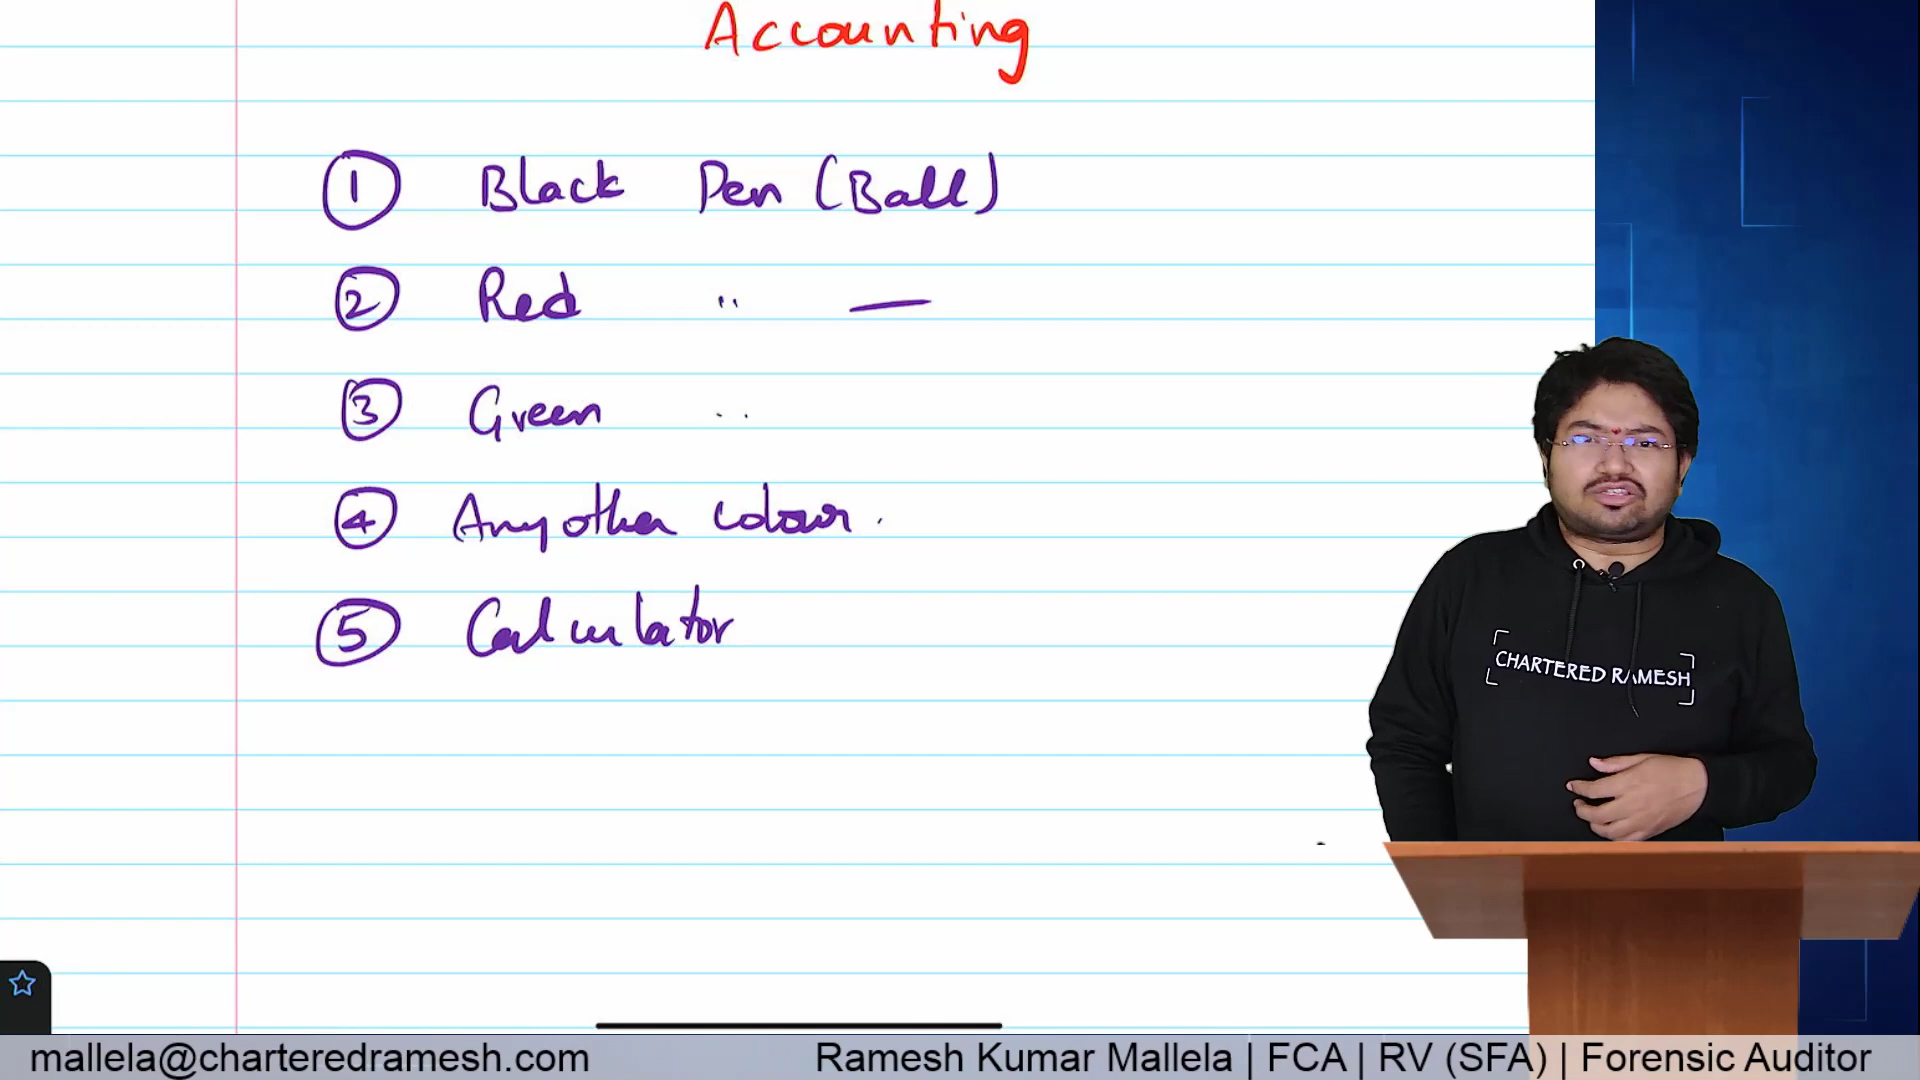 Accounting
1 Black Pen (Ball)
2 Red " —
3 Green "
4 Any other colour.
5 Calculator
CHARTERED RAMESH
mallela@charteredramesh.com
Ramesh Kumar Mallela | FCA | RV (SFA) | Forensic Auditor